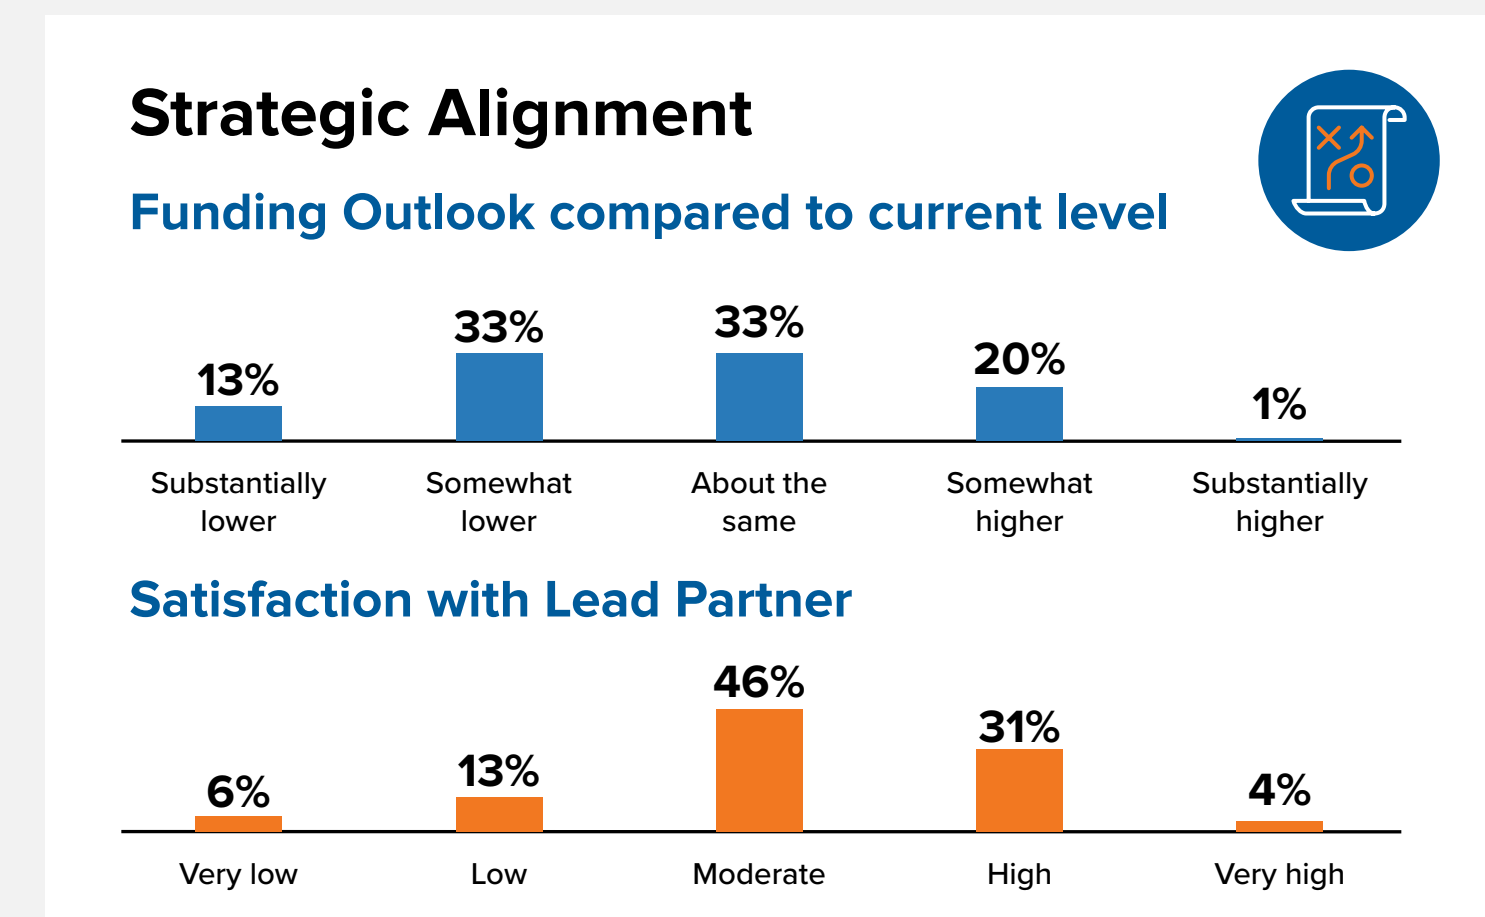 Strategic Alignment
Funding Outlook compared to current level
13%
33%
33%
20%
1%
Substantially
lower
Somewhat
lower
About the
same
Somewhat
higher
Substantially
higher
Satisfaction with Lead Partner
6%
13%
46%
31%
4%
Very low
Low
Moderate
High
Very high